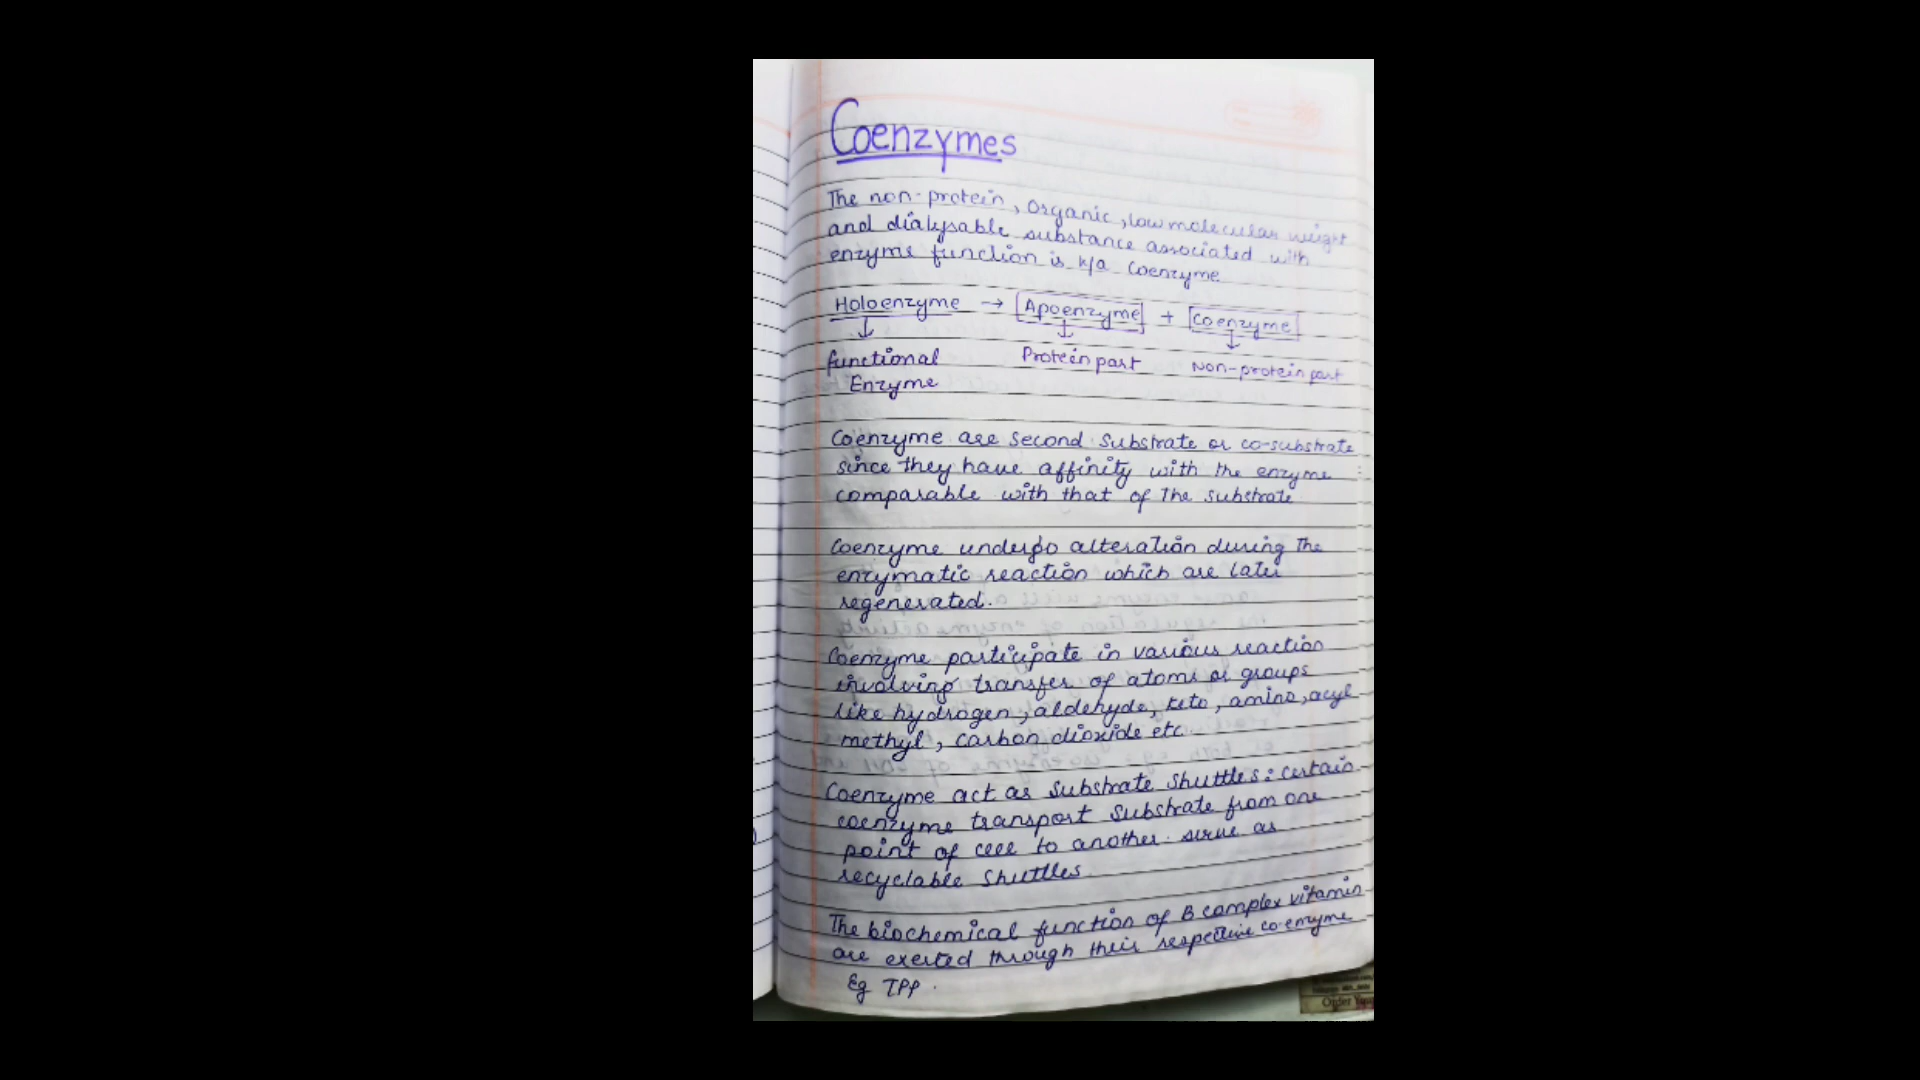 Coenzymes
The non-protein, organic, low molecular weight
and dialysable substance associated with
enzyme function is k/a coenzyme
Holoenzyme → Apoenzyme + Coenzyme
↓ ↓ ↓
functional Protein part Non-protein part
Enzyme
Coenzyme are second substrate or co-substrate
since they have affinity with the enzyme
comparable with that of the substrate
Coenzyme undergo alteration during the
enzymatic reaction which are later
regenerated.
Coenzyme participate in various reaction
involving transfer of atoms or groups
like hydrogen, aldehyde, keto, amino, acyl
methyl, carbon dioxide etc
Coenzyme act as substrate shuttles: certain
coenzyme transport substrate from one
point of cell to another. serve as
recyclable shuttles.
The biochemical function of B complex vitamin
are exerted through their respective co-enzyme
Eg TPP.
Order